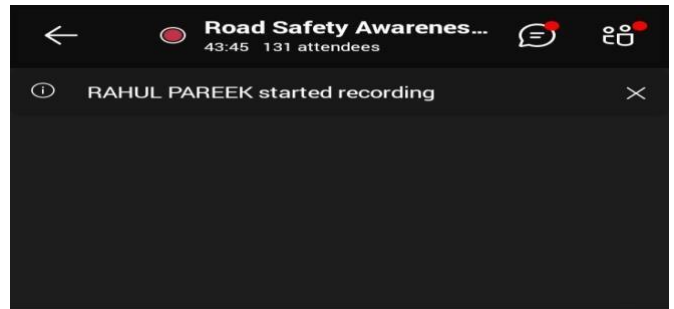 Road Safety Awarenes...
43:45 131 attendees
RAHUL PAREEK started recording